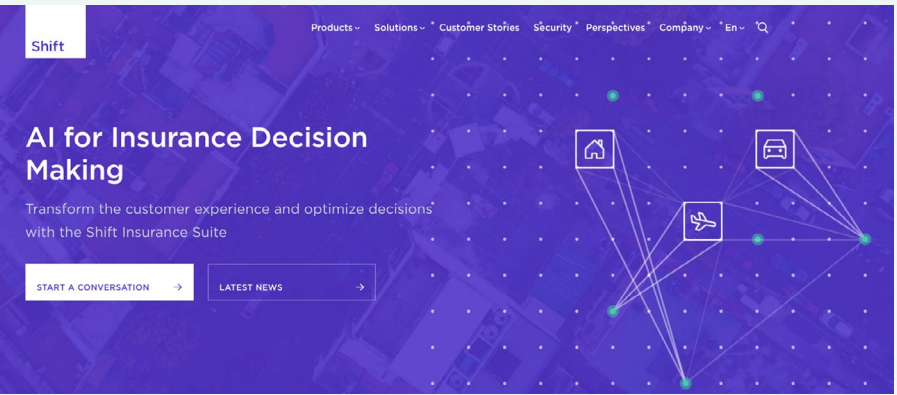 Shift
Products Solutions Customer Stories Security Perspectives Company En
AI for Insurance Decision
Making
Transform the customer experience and optimize decisions
with the Shift Insurance Suite
START A CONVERSATION LATEST NEWS